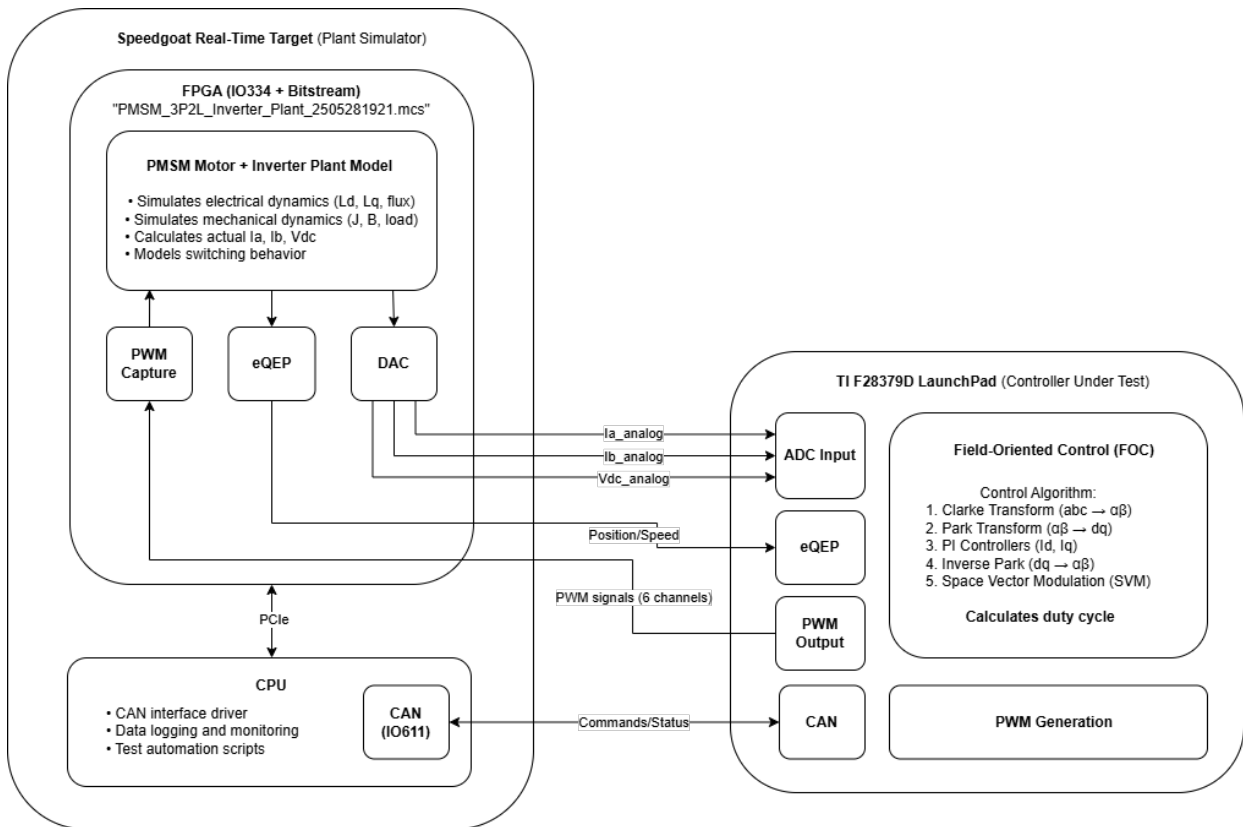 Speedgoat Real-Time Target (Plant Simulator)
FPGA (IO334 + Bitstream)
"PMSM_3P2L_Inverter_Plant_2505281921.mcs"
PMSM Motor + Inverter Plant Model
• Simulates electrical dynamics (Ld, Lq, flux)
• Simulates mechanical dynamics (J, B, load)
• Calculates actual Ia, Ib, Vdc
• Models switching behavior
PWM
Capture
eQEP
DAC
Ia_analog
Ib_analog
Vdc_analog
Position/Speed
PWM signals (6 channels)
PCIe
CPU
• CAN interface driver
• Data logging and monitoring
• Test automation scripts
CAN
(IO611)
Commands/Status
TI F28379D LaunchPad (Controller Under Test)
ADC Input
eQEP
PWM
Output
CAN
Field-Oriented Control (FOC)
Control Algorithm:
1. Clarke Transform (abc → αβ)
2. Park Transform (αβ → dq)
3. PI Controllers (Id, Iq)
4. Inverse Park (dq → αβ)
5. Space Vector Modulation (SVM)
Calculates duty cycle
PWM Generation